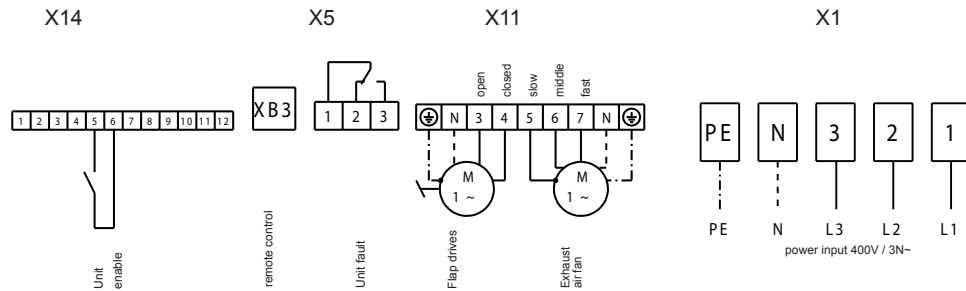 X14
X5
X11
X1
open
closed
slow
middle
fast
1 2 3 4 5 6 7 8 9 10 11 12
XB3
1 2 3
N 3 4 5 6 7 N
PE N 3 2 1
M
1 ~
M
1 ~
PE N L3 L2 L1
power input 400V / 3N~
Unit
enable
remote control
Unit fault
Flap drives
Exhaust
air fan